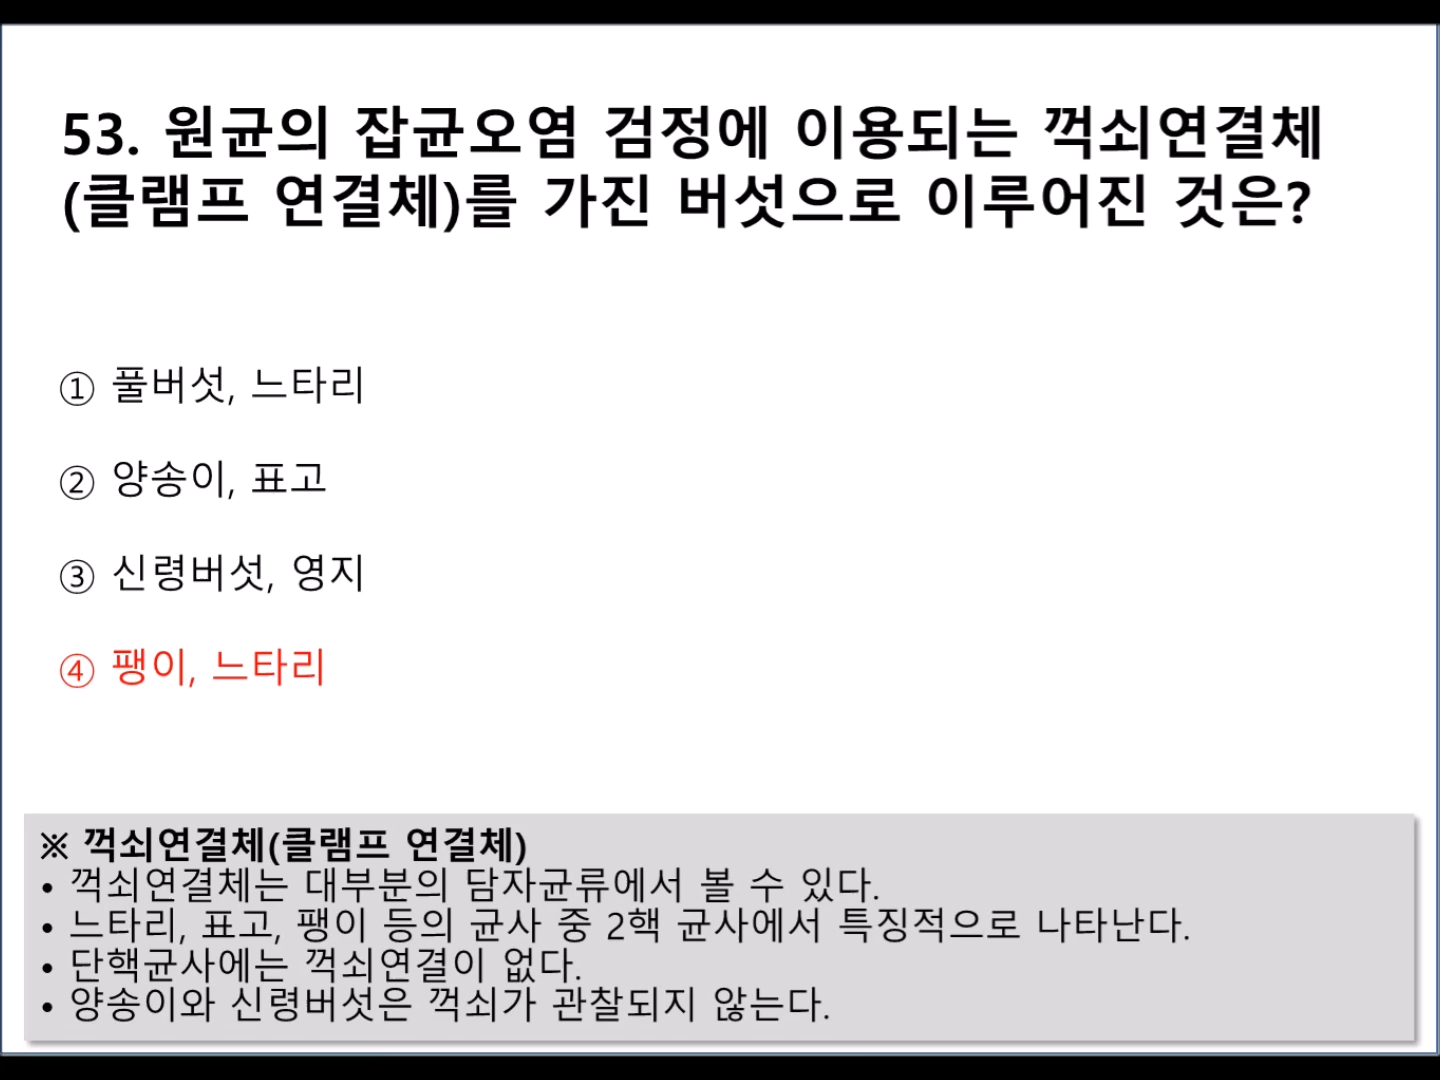 53. 원균의 잡균오염 검정에 이용되는 꺽쇠연결체
(클램프 연결체)를 가진 버섯으로 이루어진 것은?
① 풀버섯, 느타리
② 양송이, 표고
③ 신령버섯, 영지
④ 팽이, 느타리
※ 꺽쇠연결체(클램프 연결체)
• 꺽쇠연결체는 대부분의 담자균류에서 볼 수 있다.
• 느타리, 표고, 팽이 등의 균사 중 2핵 균사에서 특징적으로 나타난다.
• 단핵균사에는 꺽쇠연결이 없다.
• 양송이와 신령버섯은 꺽쇠가 관찰되지 않는다.